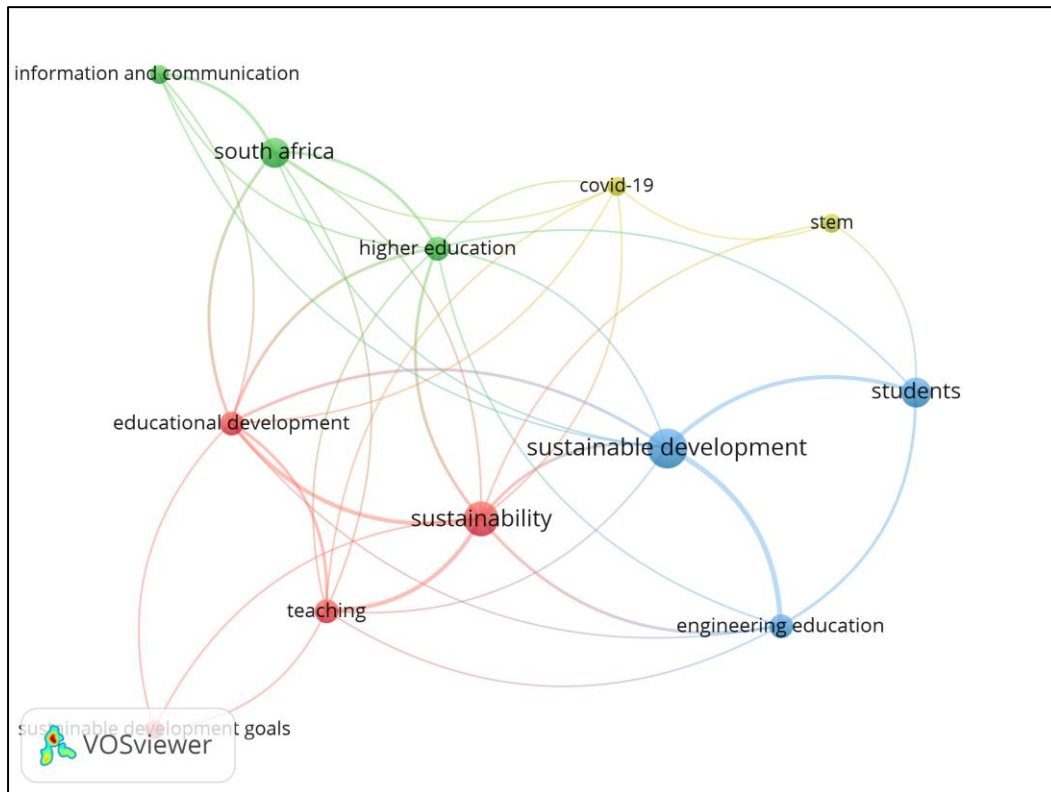 information and communication
south africa
covid-19
stem
higher education
students
educational development
sustainable development
sustainability
teaching
engineering education
sustainable development goals
VOSviewer